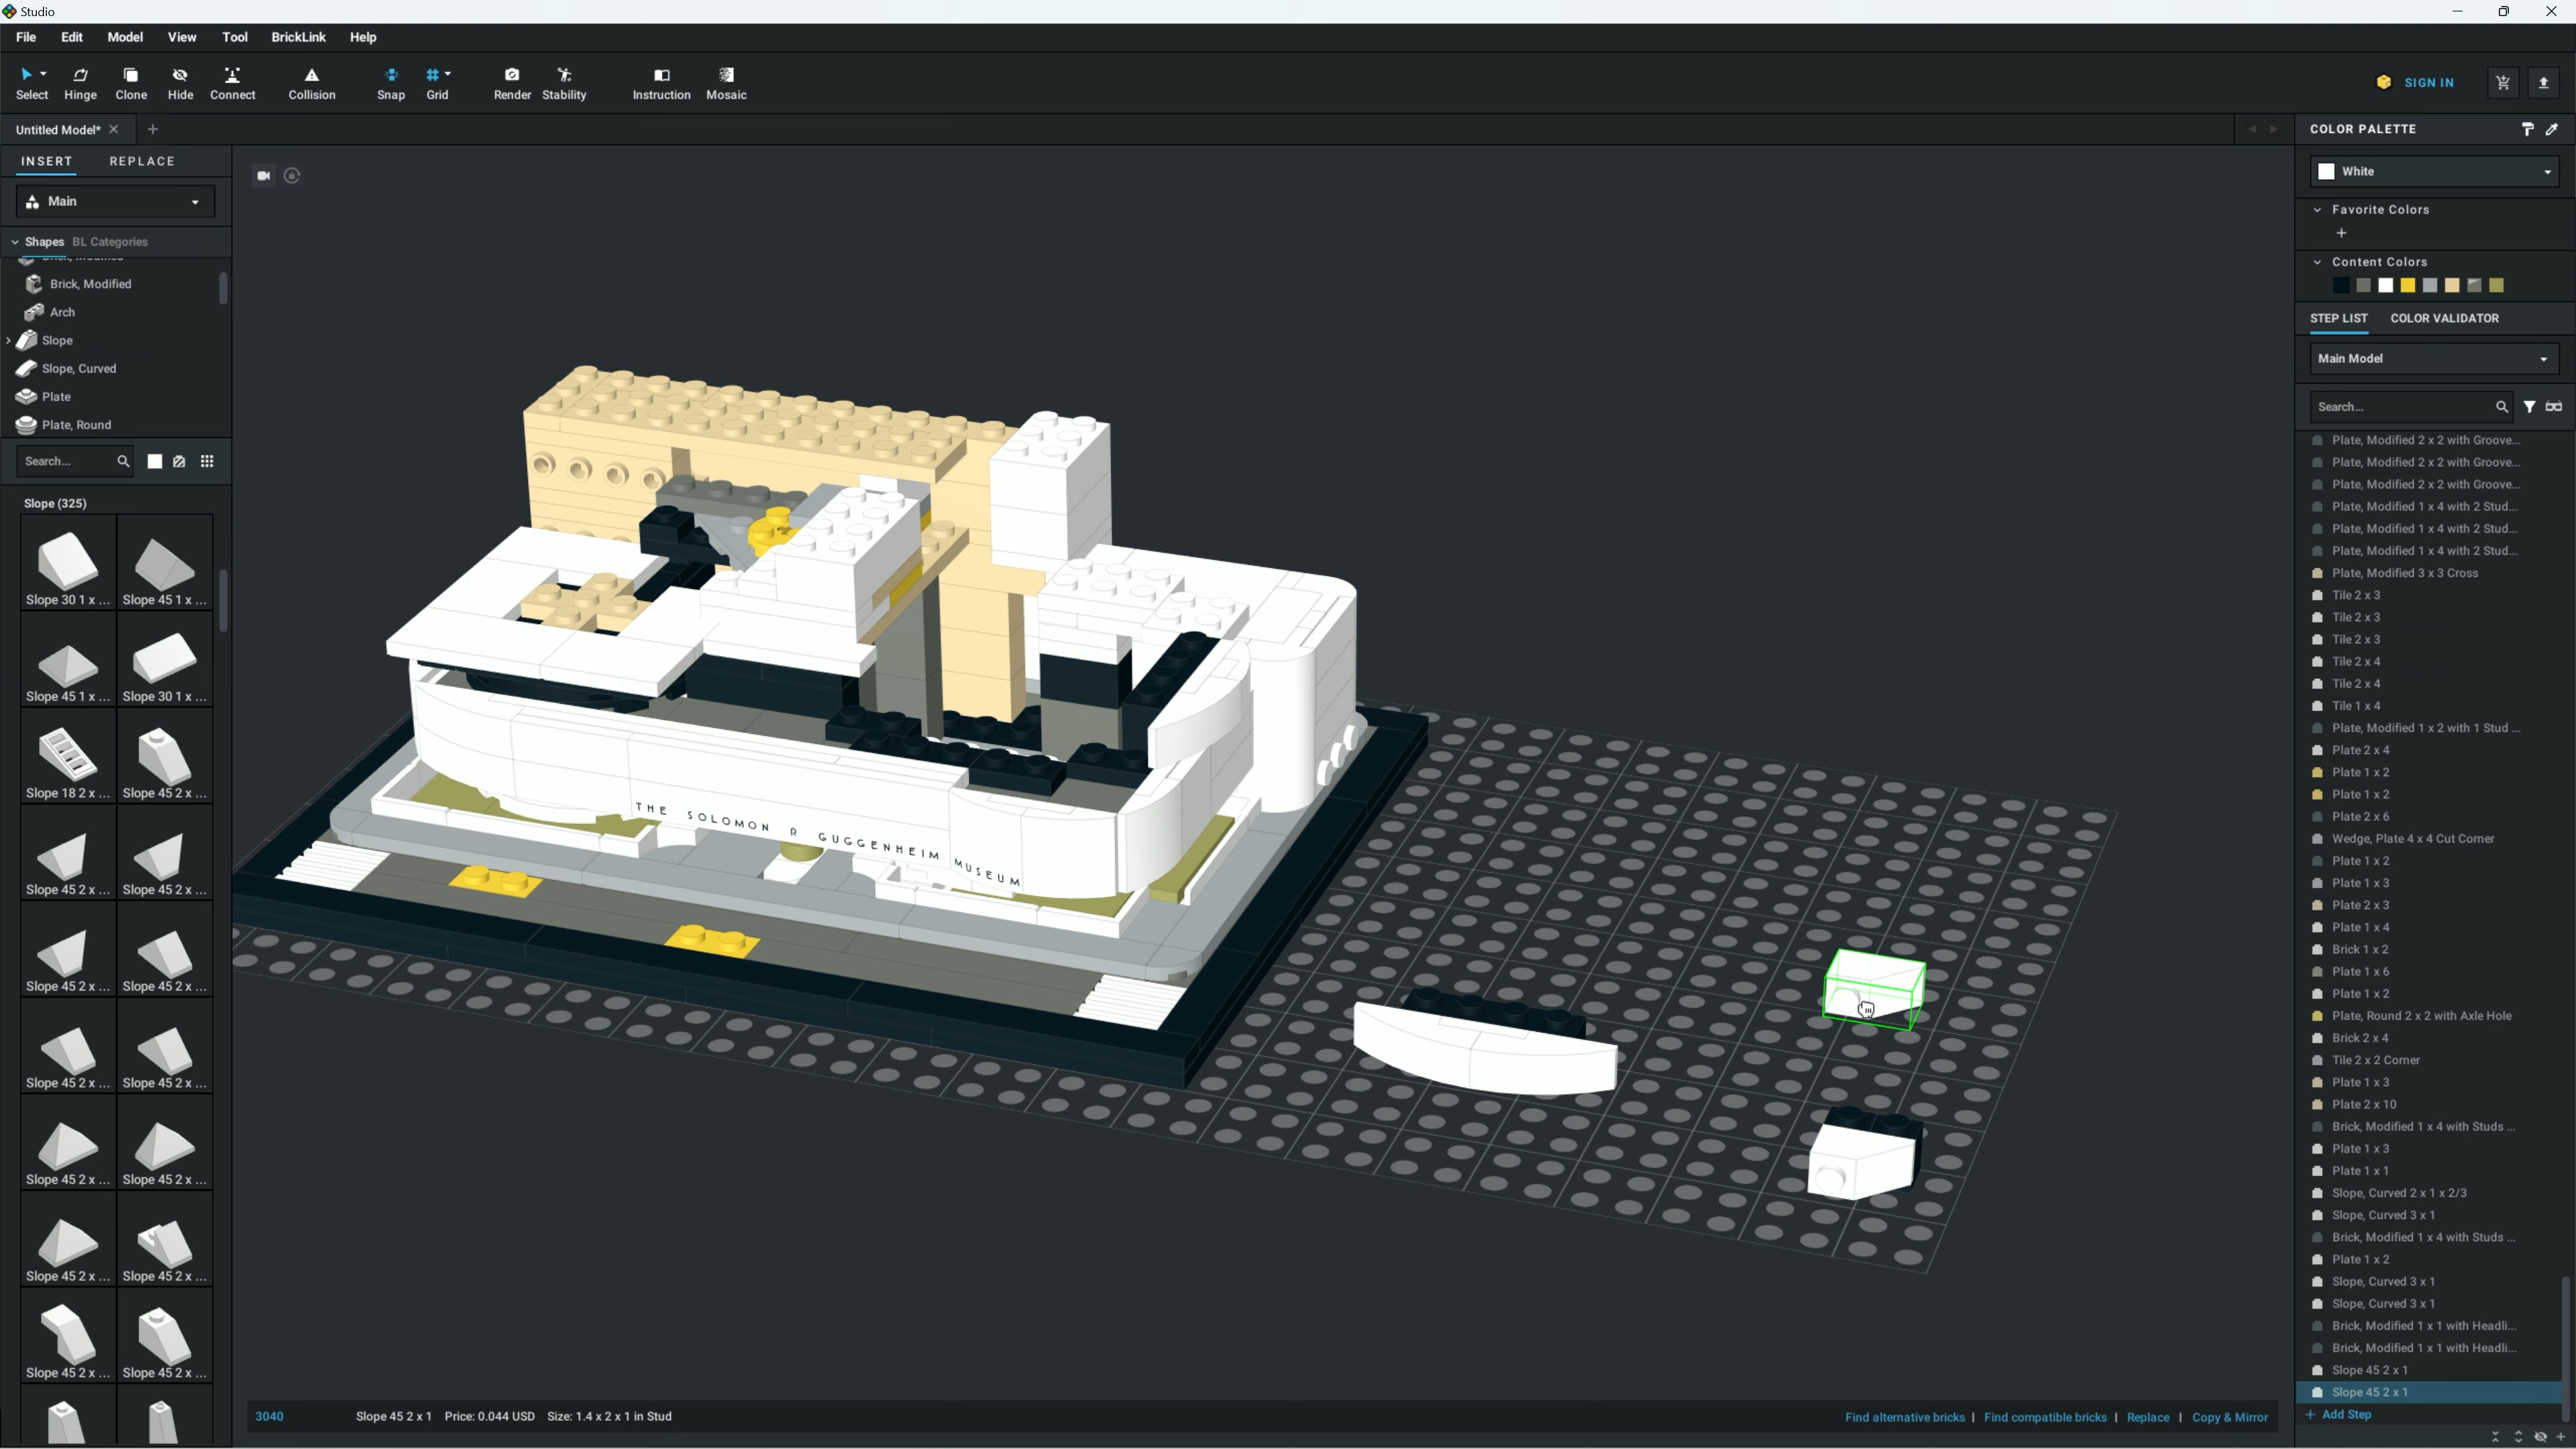 Studio
File Edit Model View Tool BrickLink Help
Select Hinge Clone Hide Connect Collision Snap Grid Render Stability Instruction Mosaic
SIGN IN
Untitled Model*
INSERT REPLACE
Main
Shapes BL Categories
Brick, Modified
Brick, Modified
Arch
Slope
Slope, Curved
Plate
Plate, Round
Search...
Slope (325)
Slope 30 1 x ... Slope 45 1 x ...
Slope 45 1 x ... Slope 30 1 x ...
Slope 18 2 x ... Slope 45 2 x ...
Slope 45 2 x ... Slope 45 2 x ...
Slope 45 2 x ... Slope 45 2 x ...
Slope 45 2 x ... Slope 45 2 x ...
Slope 45 2 x ... Slope 45 2 x ...
Slope 45 2 x ... Slope 45 2 x ...
Slope 45 2 x ... Slope 45 2 x ...
THE SOLOMON R GUGGENHEIM MUSEUM
3040 Slope 45 2 x 1 Price: 0.044 USD Size: 1.4 x 2 x 1 in Stud
Find alternative bricks | Find compatible bricks | Replace | Copy & Mirror
COLOR PALETTE
White
Favorite Colors
+
Content Colors
STEP LIST COLOR VALIDATOR
Main Model
Search...
Plate, Modified 2 x 2 with Groove...
Plate, Modified 2 x 2 with Groove...
Plate, Modified 2 x 2 with Groove...
Plate, Modified 1 x 4 with 2 Stud...
Plate, Modified 1 x 4 with 2 Stud...
Plate, Modified 1 x 4 with 2 Stud...
Plate, Modified 3 x 3 Cross
Tile 2 x 3
Tile 2 x 3
Tile 2 x 3
Tile 2 x 4
Tile 2 x 4
Tile 1 x 4
Plate, Modified 1 x 2 with 1 Stud ...
Plate 2 x 4
Plate 1 x 2
Plate 1 x 2
Plate 2 x 6
Wedge, Plate 4 x 4 Cut Corner
Plate 1 x 2
Plate 1 x 3
Plate 2 x 3
Plate 1 x 4
Brick 1 x 2
Plate 1 x 6
Plate 1 x 2
Plate, Round 2 x 2 with Axle Hole
Brick 2 x 4
Tile 2 x 2 Corner
Plate 1 x 3
Plate 2 x 10
Brick, Modified 1 x 4 with Studs ...
Plate 1 x 3
Plate 1 x 1
Slope, Curved 2 x 1 x 2/3
Slope, Curved 3 x 1
Brick, Modified 1 x 4 with Studs ...
Plate 1 x 2
Slope, Curved 3 x 1
Slope, Curved 3 x 1
Brick, Modified 1 x 1 with Headli...
Brick, Modified 1 x 1 with Headli...
Slope 45 2 x 1
Slope 45 2 x 1
+ Add Step